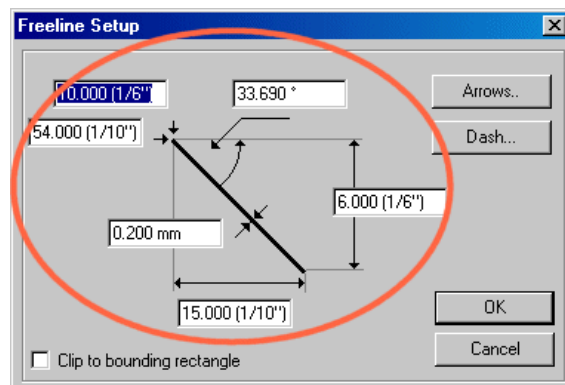 Freeline Setup
10.000 (1/6")
33.690 °
Arrows..
54.000 (1/10")
Dash...
6.000 (1/6")
0.200 mm
15.000 (1/10")
OK
Clip to bounding rectangle
Cancel